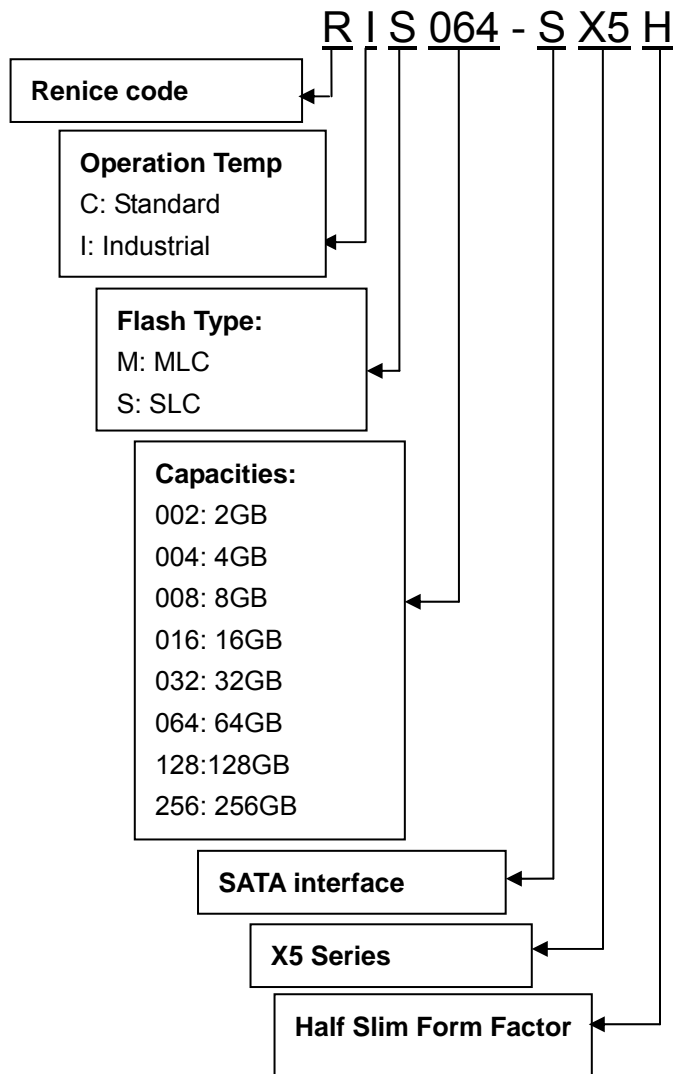 R I S 064 - S X5 H
Renice code
Operation Temp
C: Standard
I: Industrial
Flash Type:
M: MLC
S: SLC
Capacities:
002: 2GB
004: 4GB
008: 8GB
016: 16GB
032: 32GB
064: 64GB
128:128GB
256: 256GB
SATA interface
X5 Series
Half Slim Form Factor